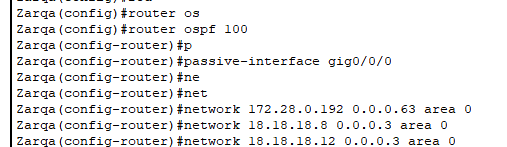 Zarqa(config)#router os
Zarqa(config)#router ospf 100
Zarqa(config-router)#p
Zarqa(config-router)#passive-interface gig0/0/0
Zarqa(config-router)#ne
Zarqa(config-router)#net
Zarqa(config-router)#network 172.28.0.192 0.0.0.63 area 0
Zarqa(config-router)#network 18.18.18.8 0.0.0.3 area 0
Zarqa(config-router)#network 18.18.18.12 0.0.0.3 area 0